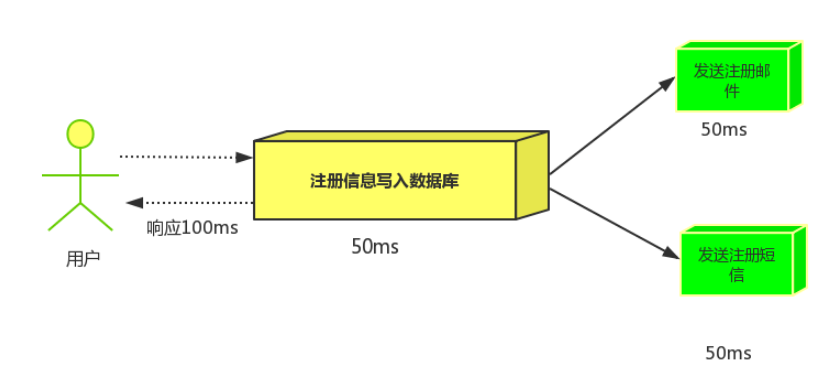 发送注册邮
件
50ms
注册信息写入数据库
响应100ms
50ms
用户
发送注册短
信
50ms